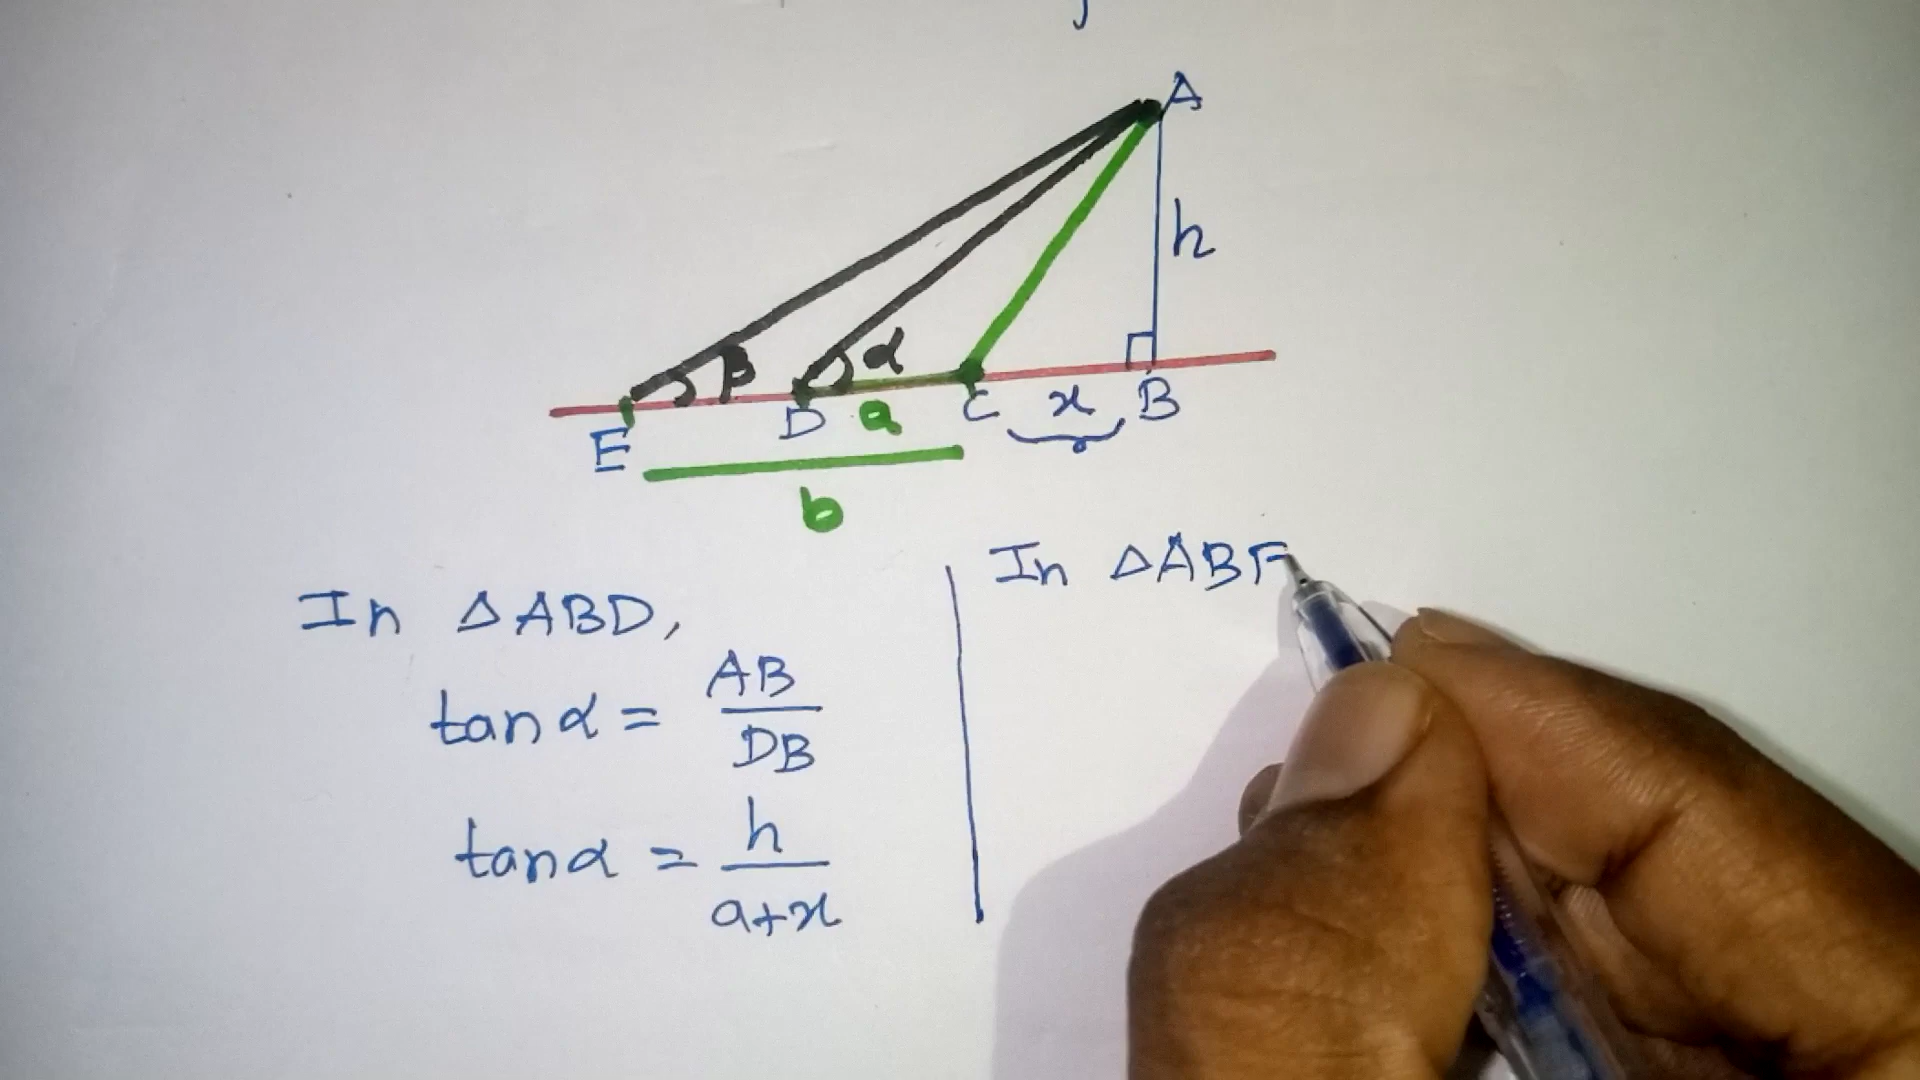 A
h
β
α
E
D
a
C
x
B
b
In ΔABD,
tan α = AB
DB
tan α = h
a+x
In ΔABE